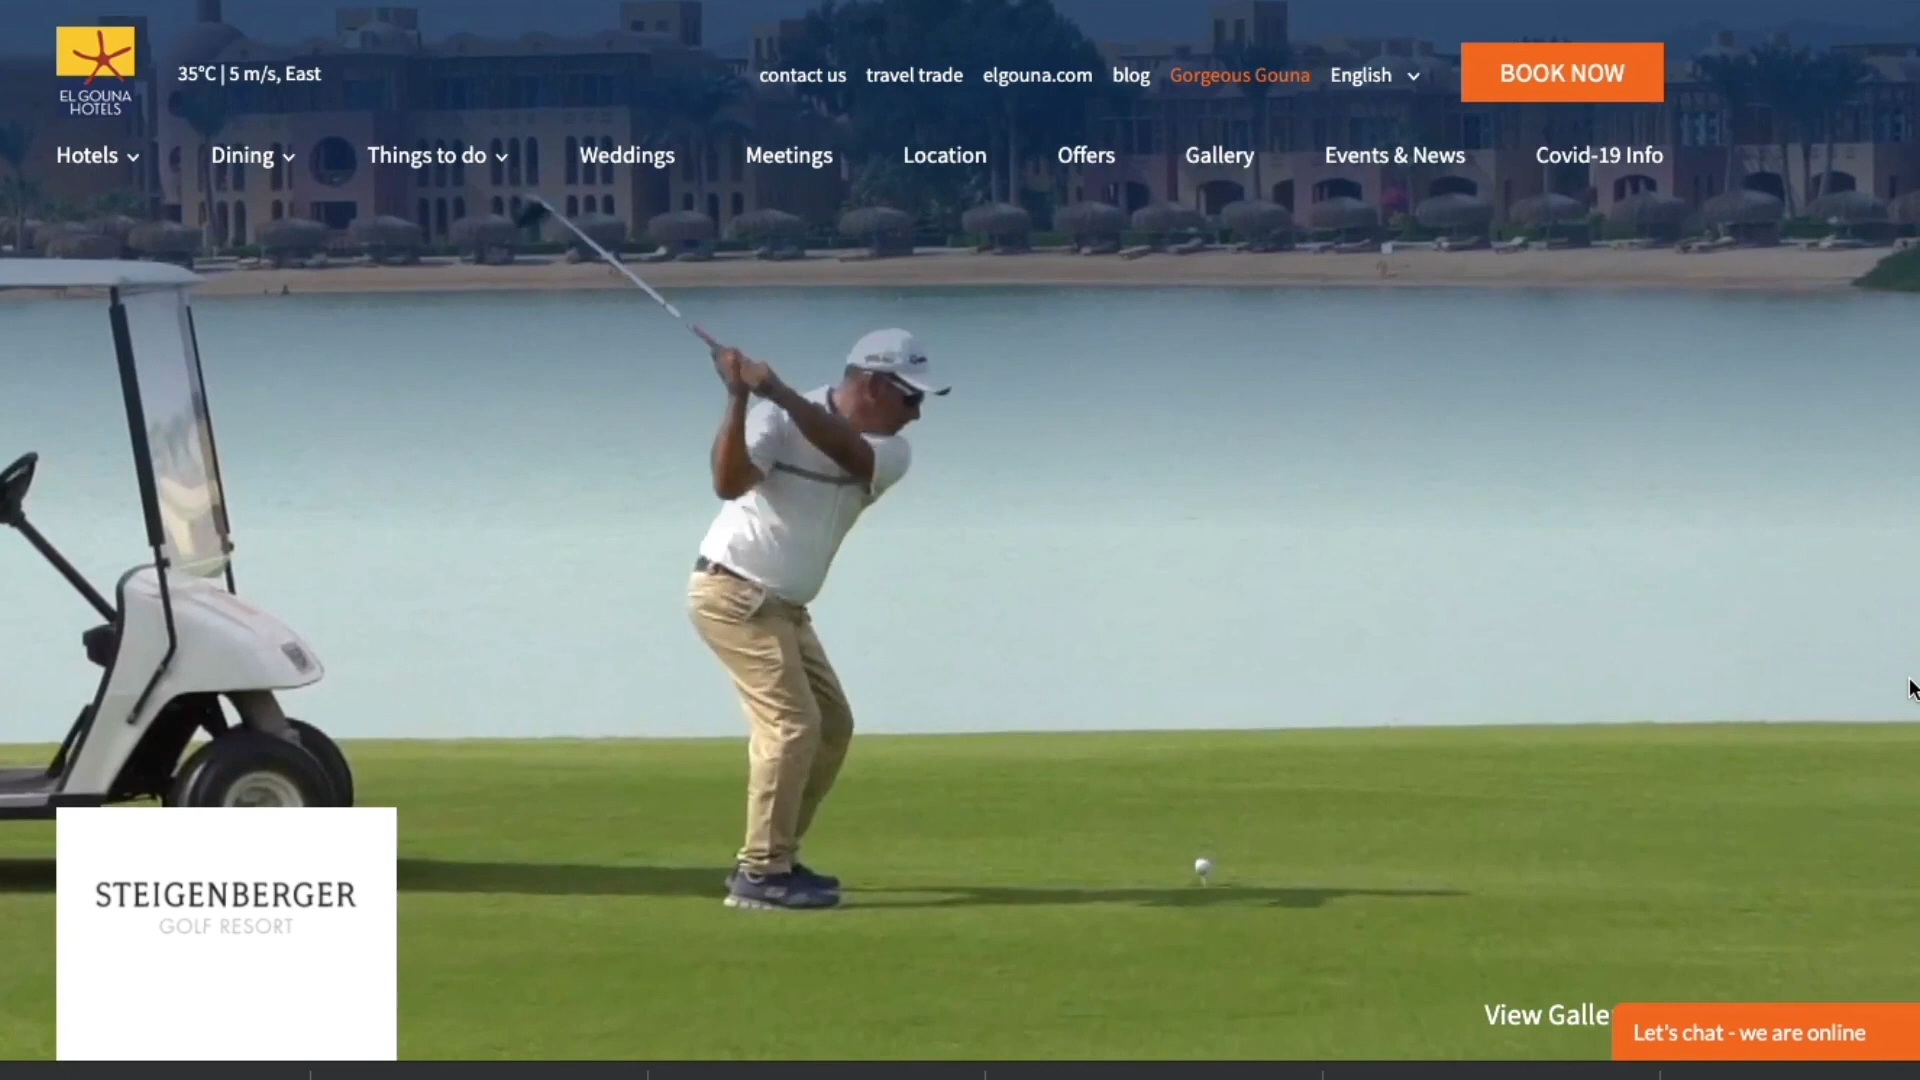 EL GOUNA
HOTELS
35°C | 5 m/s, East
contact us
travel trade
elgouna.com
blog
Gorgeous Gouna
English
BOOK NOW
Hotels
Dining
Things to do
Weddings
Meetings
Location
Offers
Gallery
Events & News
Covid-19 Info
STEIGENBERGER
GOLF RESORT
View Galle
Let's chat - we are online